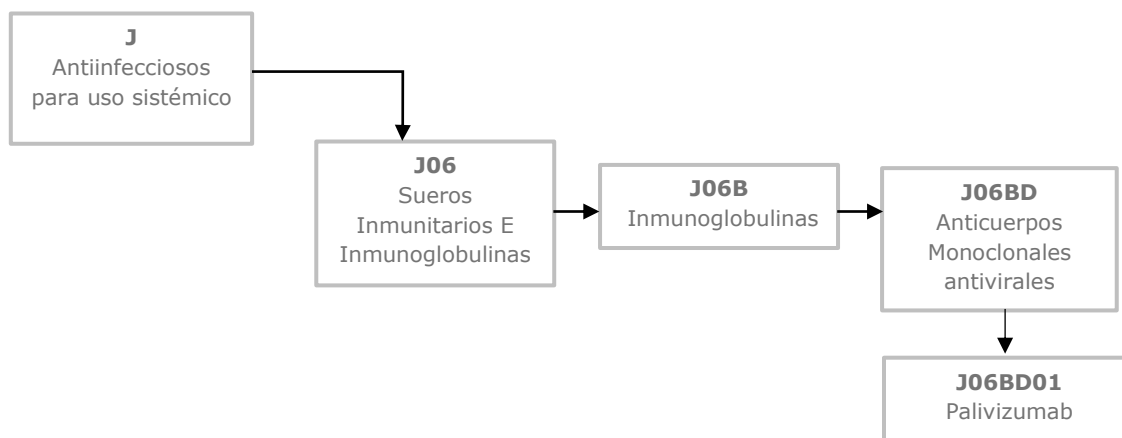 J
Antiinfecciosos
para uso sistémico
J06
Sueros
Inmunitarios E
Inmunoglobulinas
J06B
Inmunoglobulinas
J06BD
Anticuerpos
Monoclonales
antivirales
J06BD01
Palivizumab